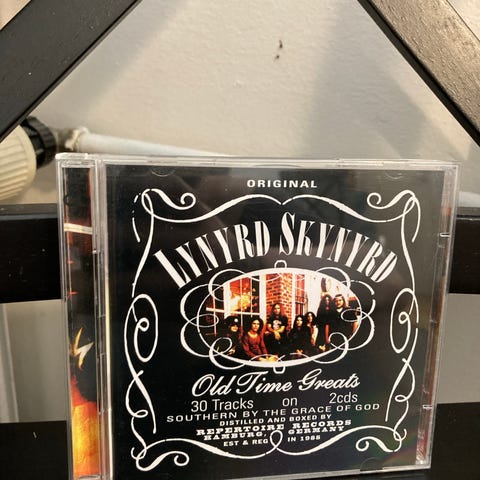 ORIGINAL
LYNYRD SKYNYRD
Old Time Greats
30 Tracks on 2cds
SOUTHERN BY THE GRACE OF GOD
DISTILLED AND BOXED BY
REPERTOIRE RECORDS
HAMBURG, GERMANY
EST & REG IN 1988